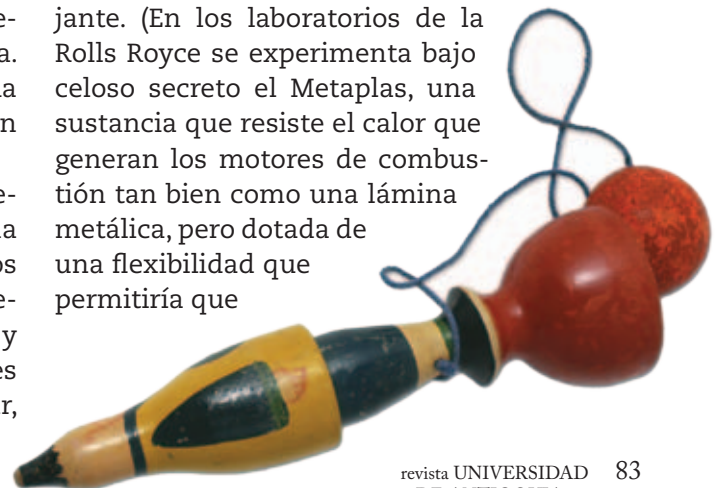 e-
a.
a
n
e-
a
os
e-
y
es
r,
jante. (En los laboratorios de la
Rolls Royce se experimenta bajo
celoso secreto el Metaplas, una
sustancia que resiste el calor que
generan los motores de combus-
tión tan bien como una lámina
metálica, pero dotada de
una flexibilidad que
permitiría que
revista UNIVERSIDAD 83